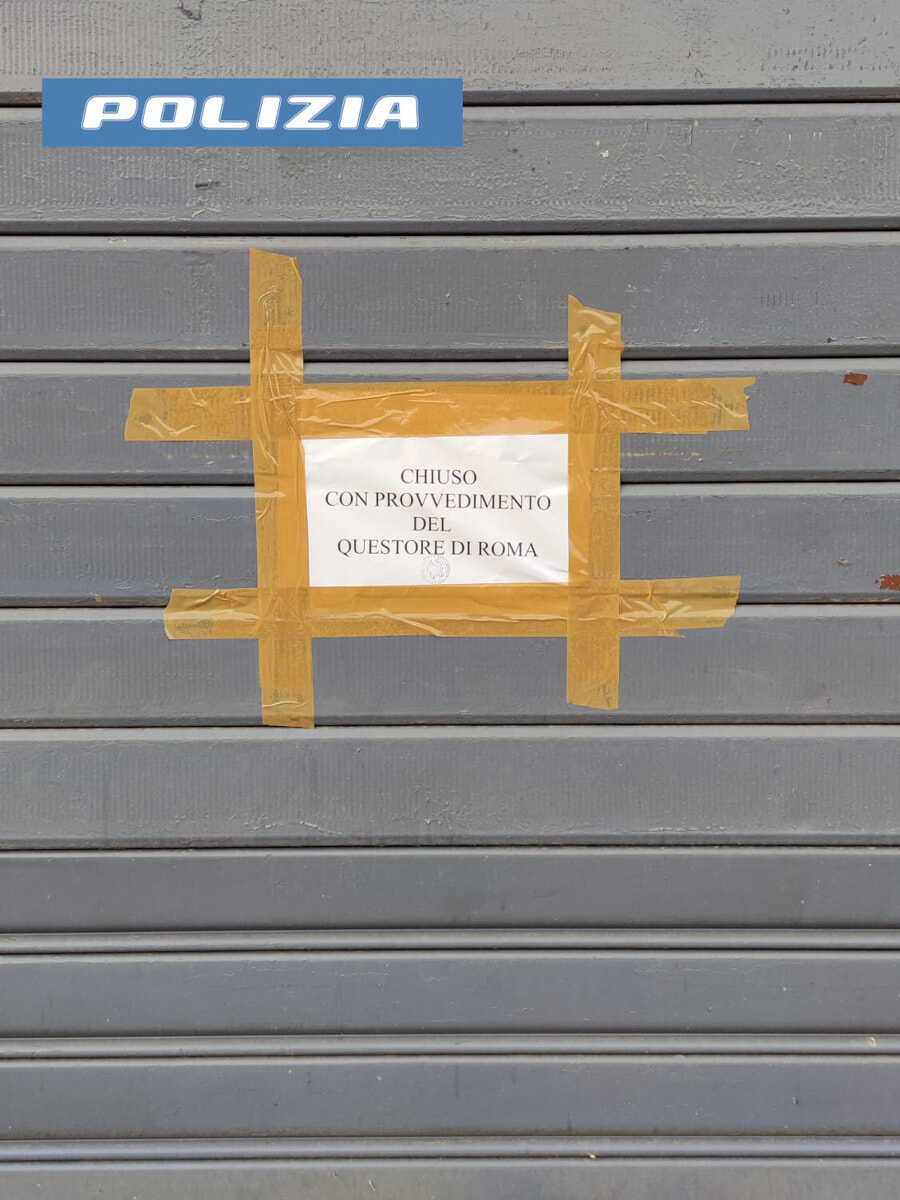 POLIZIA
CHIUSO
CON PROVVEDIMENTO
DEL
QUESTORE DI ROMA